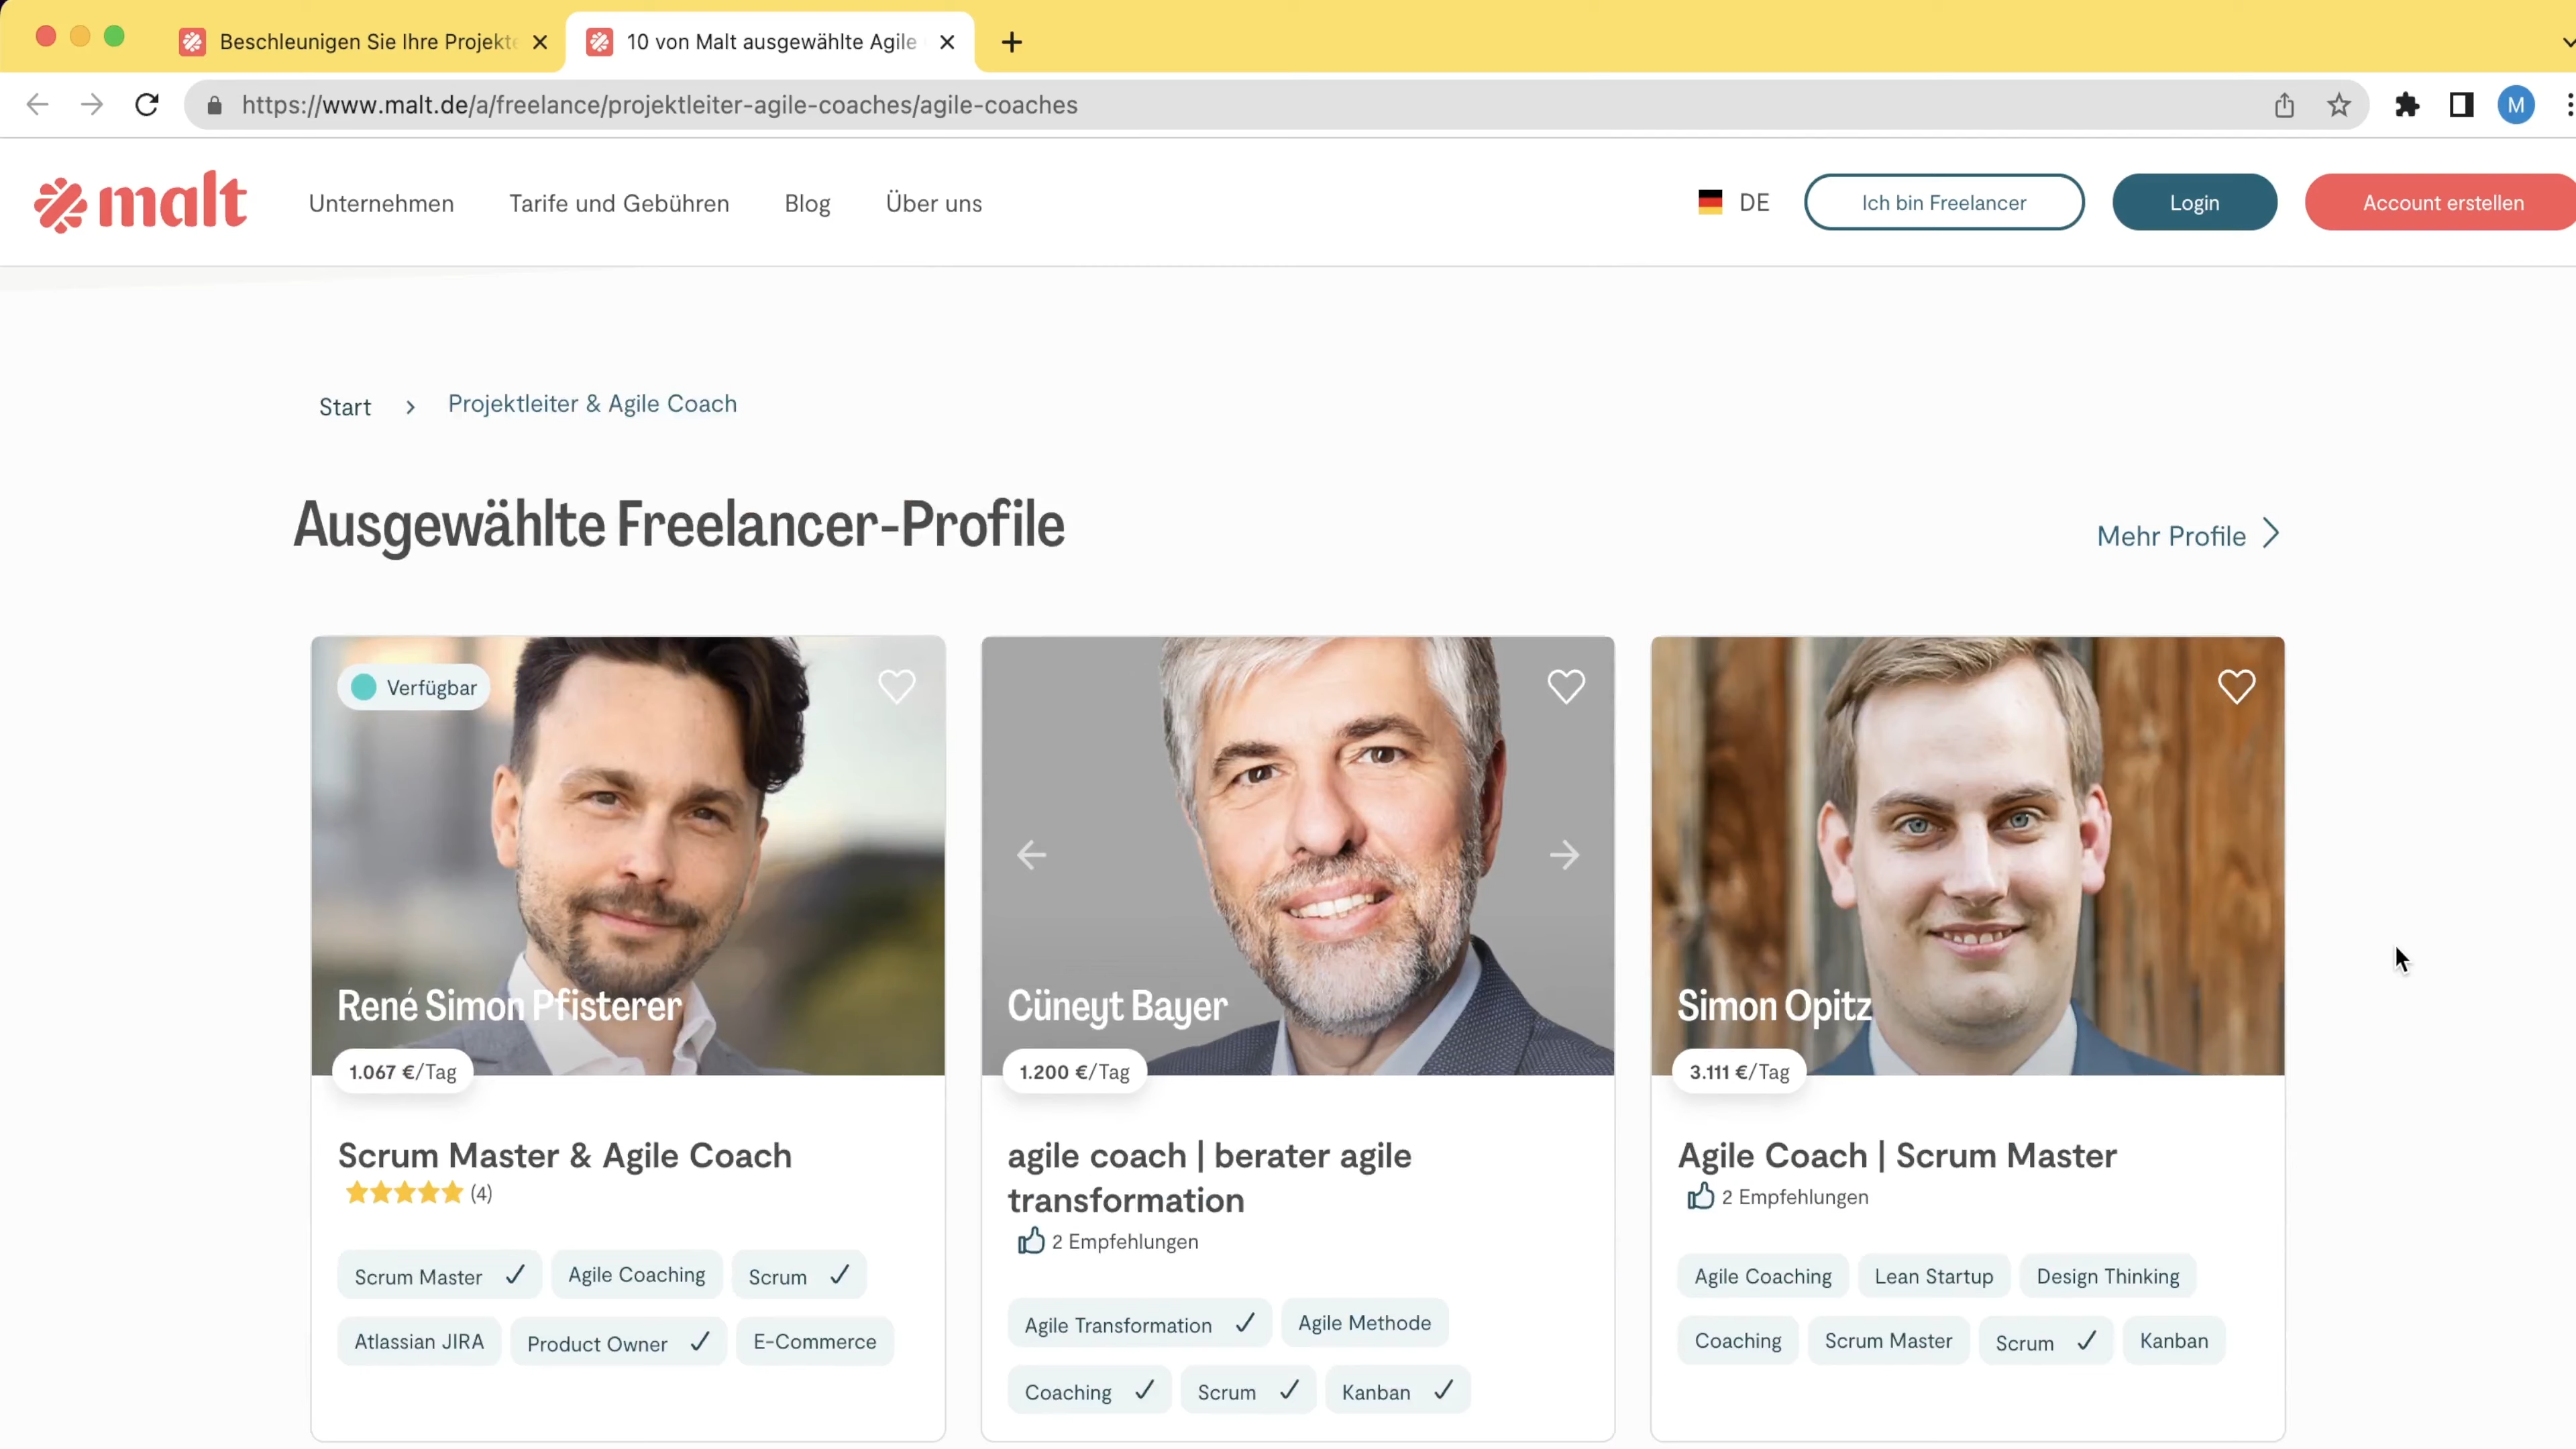 Beschleunigen Sie Ihre Projekte
10 von Malt ausgewählte Agile
https://www.malt.de/a/freelance/projektleiter-agile-coaches/agile-coaches
M
malt
Unternehmen
Tarife und Gebühren
Blog
Über uns
DE
Ich bin Freelancer
Login
Account erstellen
Start > Projektleiter & Agile Coach
Ausgewählte Freelancer-Profile
Mehr Profile
Verfügbar
René Simon Pfisterer
1.067 €/Tag
Scrum Master & Agile Coach
(4)
Scrum Master ✓ Agile Coaching Scrum ✓
Atlassian JIRA Product Owner ✓ E-Commerce
Cüneyt Bayer
1.200 €/Tag
agile coach | berater agile
transformation
2 Empfehlungen
Agile Transformation ✓ Agile Methode
Coaching ✓ Scrum ✓ Kanban ✓
Simon Opitz
3.111 €/Tag
Agile Coach | Scrum Master
2 Empfehlungen
Agile Coaching Lean Startup Design Thinking
Coaching Scrum Master Scrum ✓ Kanban